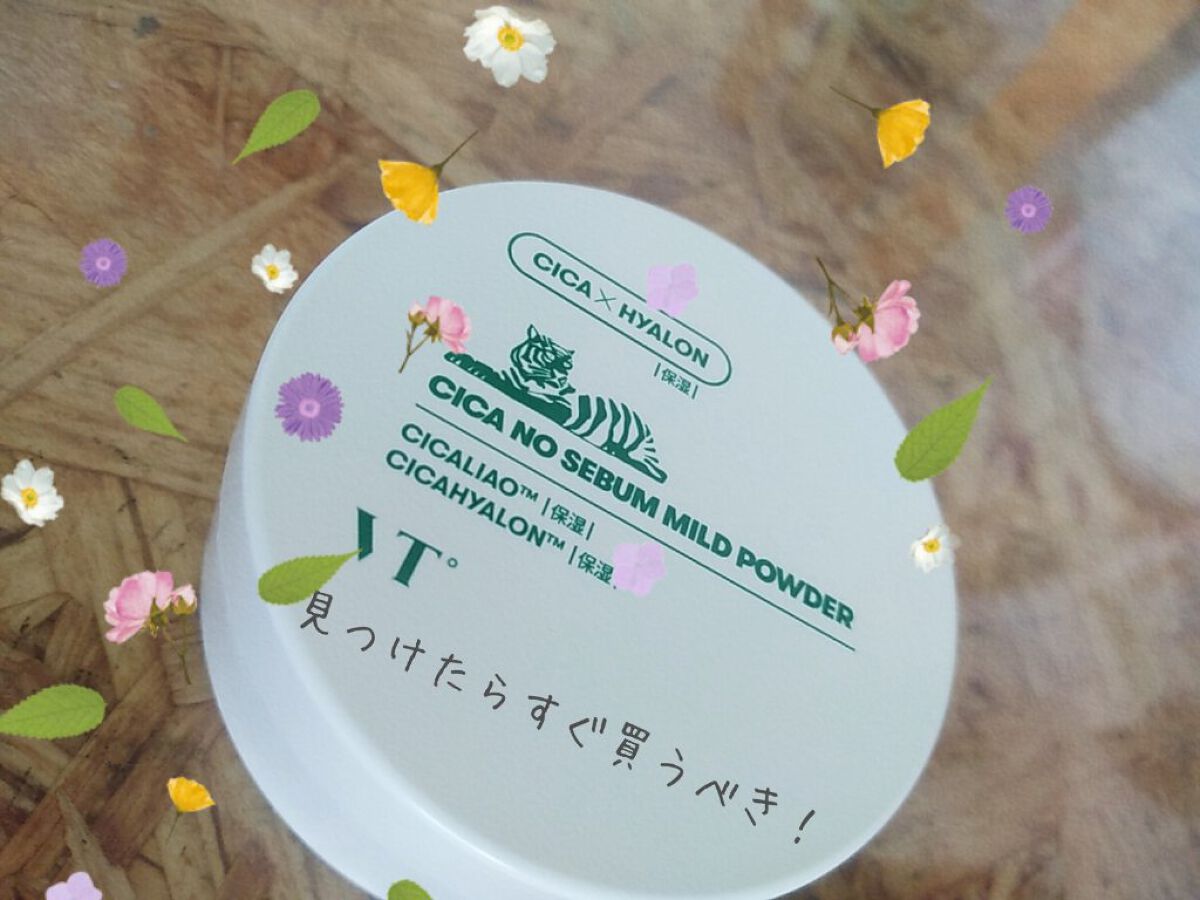 CICA×HYALON
|保湿|
CICA NO SEBUM MILD POWDER
CICALIAO™ |保湿|
CICAHYALON™ |保湿
VT°
見つけたらすぐ買うべき!